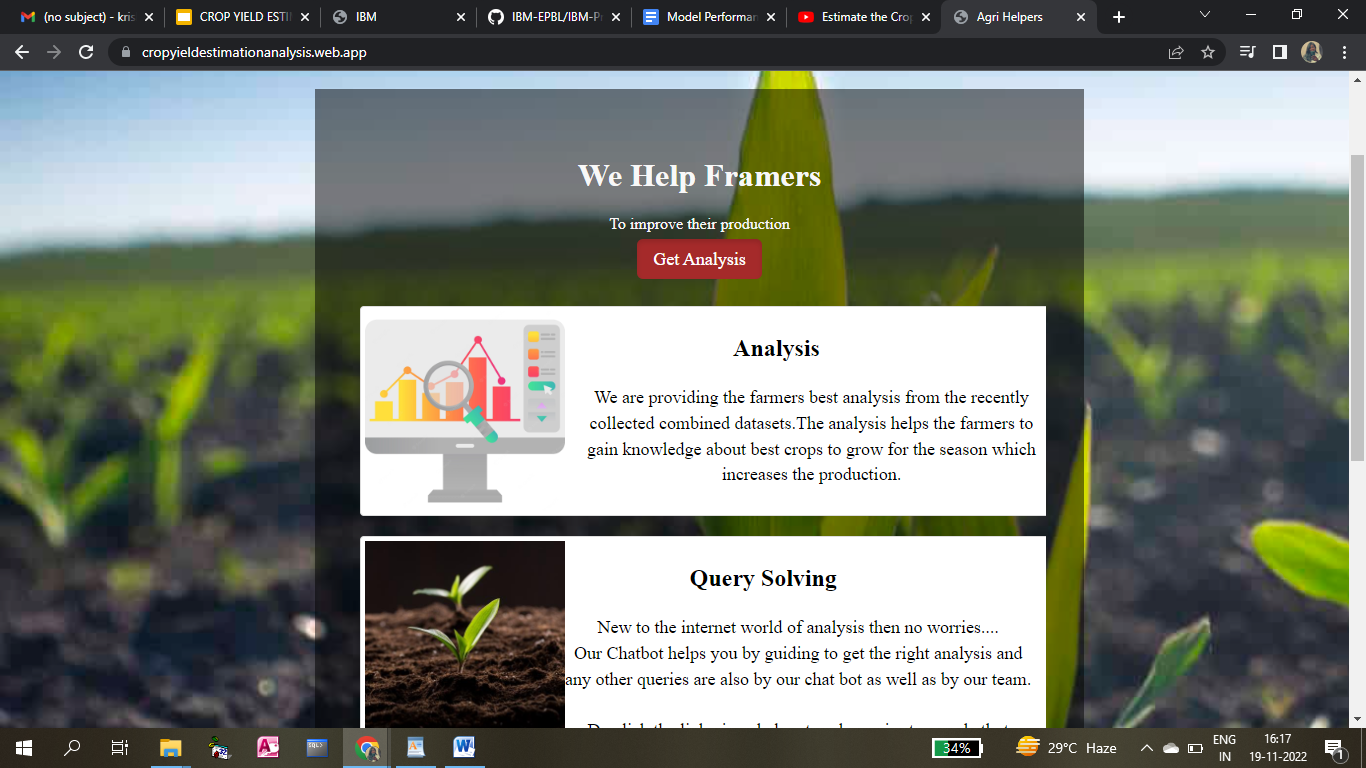 (no subject) - kris
CROP YIELD ESTI
IBM
IBM-EPBL/IBM-Pr
Model Performan
Estimate the Crop
Agri Helpers
cropyieldestimationanalysis.web.app
We Help Framers
To improve their production
Get Analysis
Analysis
We are providing the farmers best analysis from the recently
collected combined datasets.The analysis helps the farmers to
gain knowledge about best crops to grow for the season which
increases the production.
Query Solving
New to the internet world of analysis then no worries....
Our Chatbot helps you by guiding to get the right analysis and
any other queries are also by our chat bot as well as by our team.
34%
29°C Haze
ENG
IN
16:17
19-11-2022
1